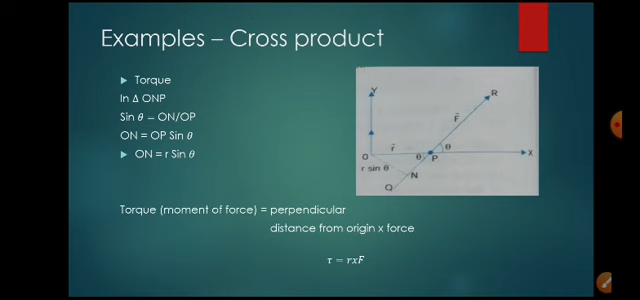 Examples – Cross product
Torque
In Δ ONP
Sin θ = ON/OP
ON = OP Sin θ
ON = r Sin θ
Y
R
F
O
r
θ
θ
P
X
r sin θ
N
Q
Torque (moment of force) = perpendicular
distance from origin x force
τ = rxF